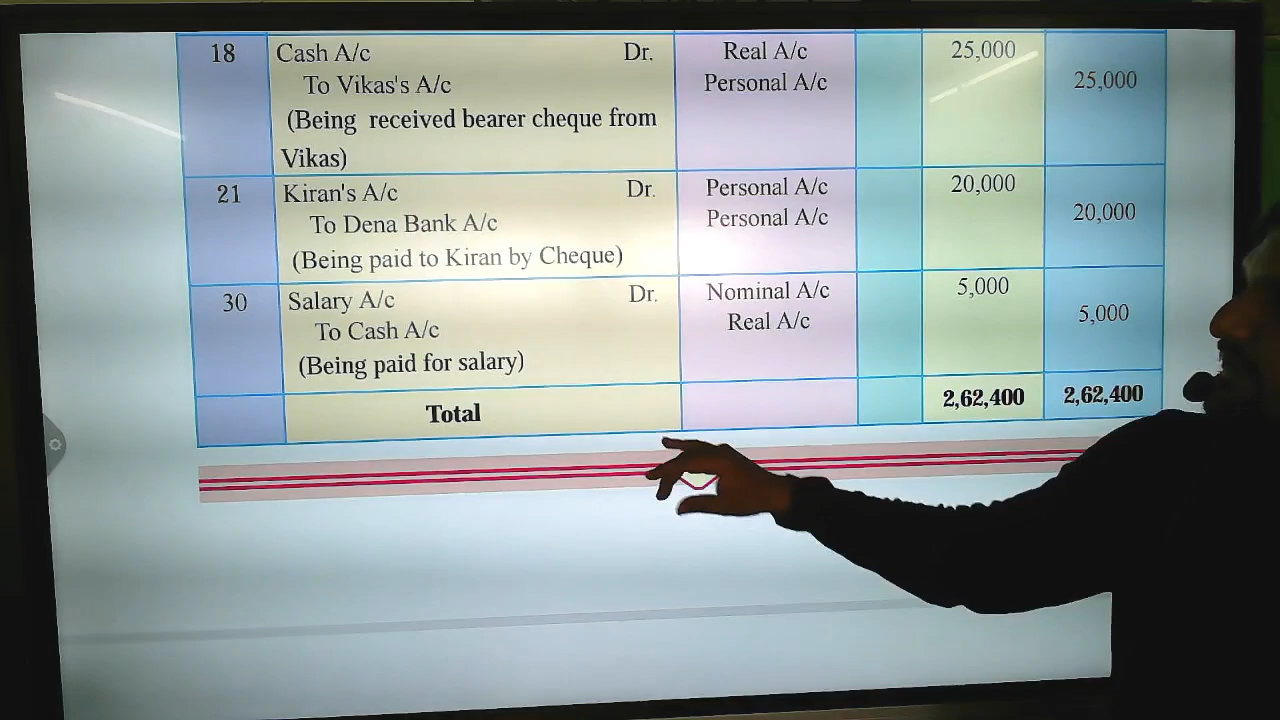 18 Cash A/c Dr. Real A/c 25,000
To Vikas's A/c Personal A/c 25,000
(Being received bearer cheque from
Vikas)
21 Kiran's A/c Dr. Personal A/c 20,000
To Dena Bank A/c Personal A/c 20,000
(Being paid to Kiran by Cheque)
30 Salary A/c Dr. Nominal A/c 5,000
To Cash A/c Real A/c 5,000
(Being paid for salary)
Total 2,62,400 2,62,400